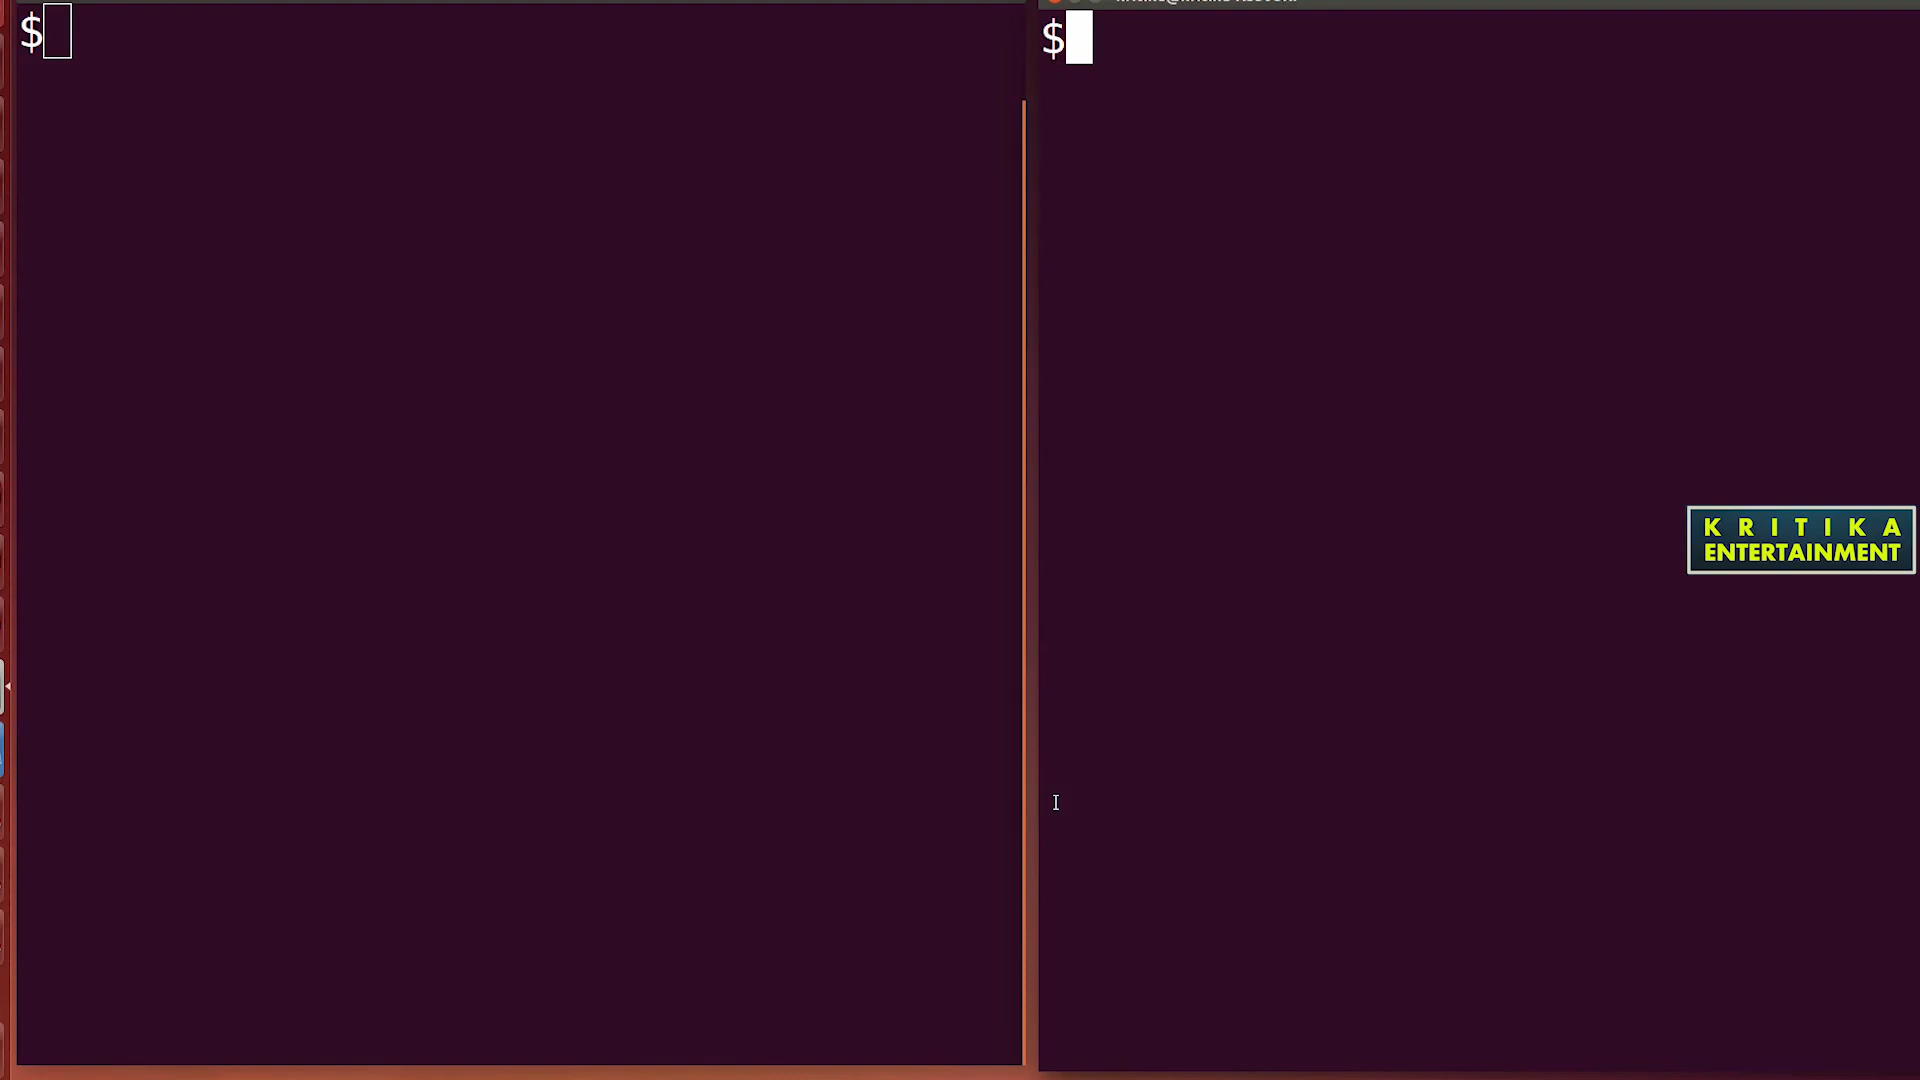 $
$
K R I T I K A
ENTERTAINMENT